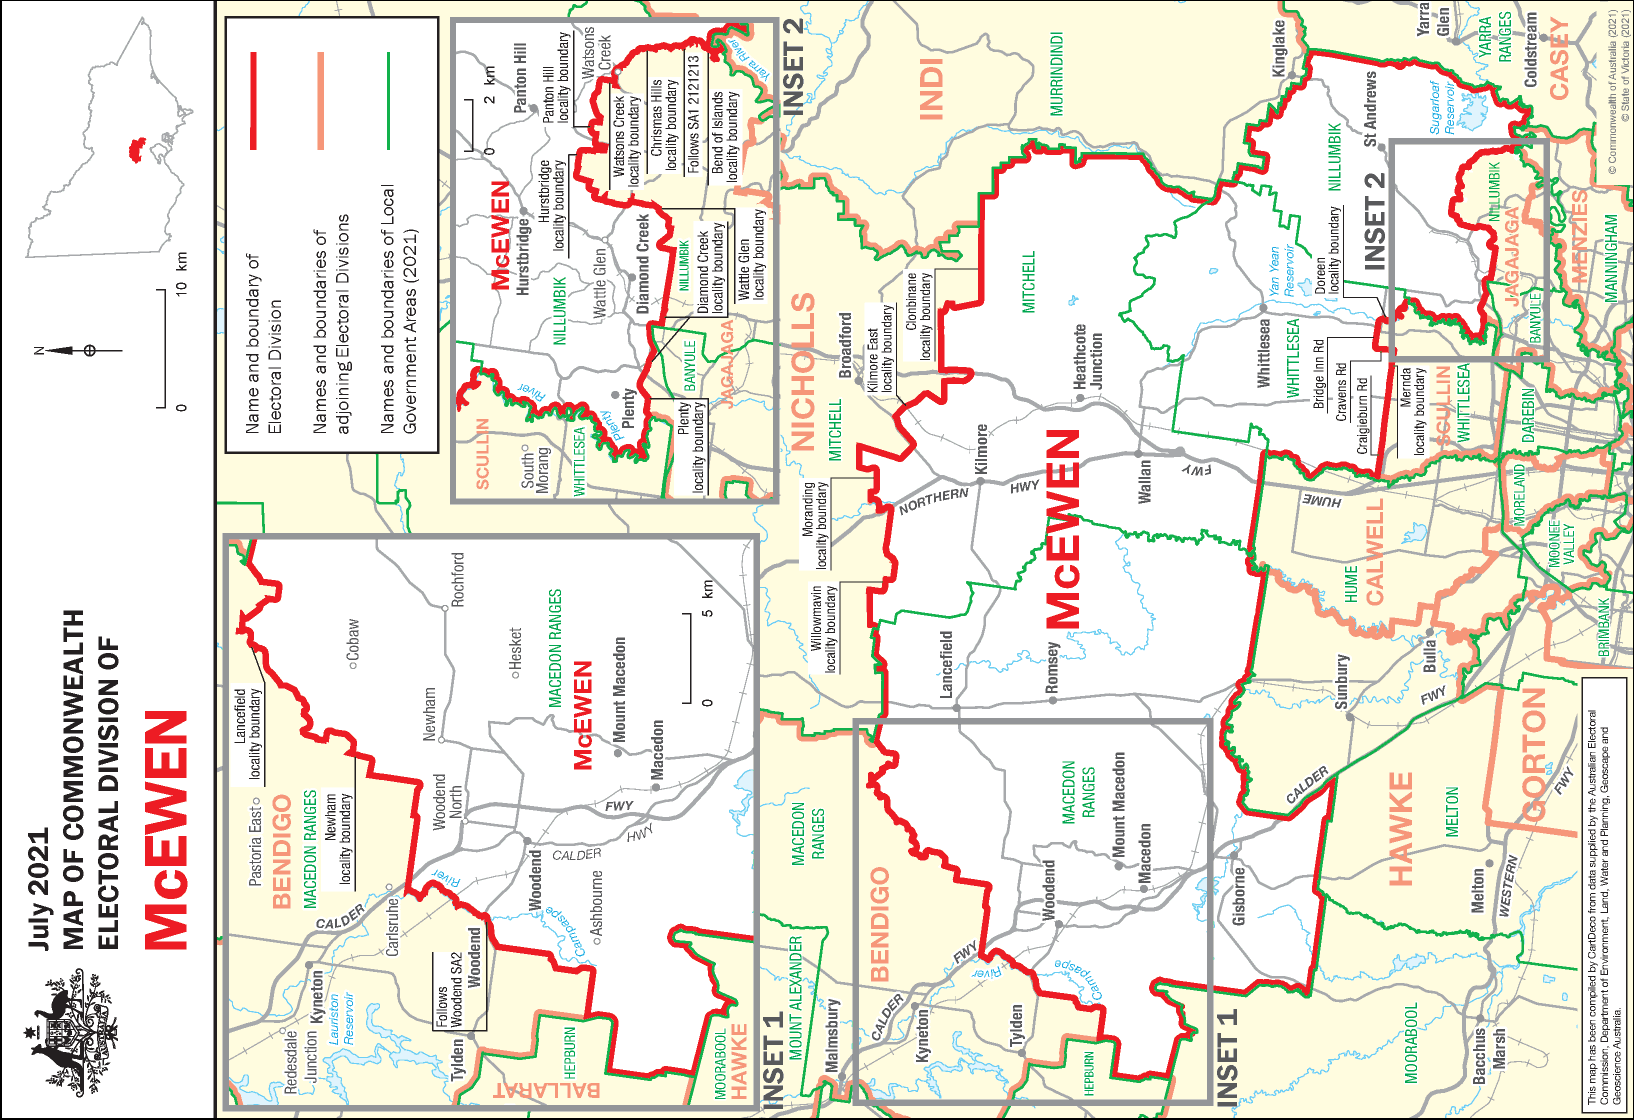 July 2021
MAP OF COMMONWEALTH
ELECTORAL DIVISION OF
McEWEN
N
0 10 km
Name and boundary of
Electoral Division
Names and boundaries of
adjoining Electoral Divisions
Names and boundaries of Local
Government Areas (2021)
Lancefield
locality boundary
Pastoria East
BENDIGO
MACEDON RANGES
Newham
locality boundary
Cobaw
Rochford
Hesket
Newham
MACEDON RANGES
McEWEN
Mount Macedon
Macedon
Woodend
North
FWY
HWY
CALDER
Woodend
River
Campaspe
Ashbourne
CALDER
Carlsruhe
Kyneton
Lauriston
Reservoir
Redesdale
Junction
Follows
Woodend SA2
Woodend
Tylden
HEPBURN
BALLARAT
MOORABOOL
HAWKE
0 5 km
INSET 1
SCULLIN
South
Morang
WHITTLESEA
River
Plenty
Plenty
Plenty
locality boundary
McEWEN
Hurstbridge
NILLUMBIK
Wattle Glen
Diamond Creek
NILLUMBIK
BANYULE
JAGAJAGA
Diamond Creek
locality boundary
Wattle Glen
locality boundary
Hurstbridge
locality boundary
0 2 km
Panton Hill
Panton Hill
locality boundary
Watsons
Creek
Watsons Creek
locality boundary
Chrismas Hills
locality boundary
Follows SA1 2121213
Bend of Islands
locality boundary
Yarra River
INSET 2
NICHOLLS
MITCHELL
Broadford
Kilmore East
locality boundary
Clonbinane
locality boundary
Moranding
locality boundary
Willowmavin
locality boundary
INDI
MURRINDINDI
MITCHELL
Heathcote
Junction
Kilmore
NORTHERN
HWY
McEWEN
Wallan
FWY
HUME
Lancefield
Romsey
MACEDON
RANGES
BENDIGO
MACEDON
RANGES
Mount Macedon
Macedon
Woodend
FWY
River
Campaspe
CALDER
Kyneton
Tylden
HEPBURN
Malmsbury
MOUNT ALEXANDER
INSET 1
Gisborne
CALDER
FWY
Sunbury
Bulla
HUME
CALWELL
HAWKE
MELTON
Melton
WESTERN
FWY
GORTON
BRIMBANK
MOORABOOL
Bacchus
Marsh
MOONEE
VALLEY
MORELAND
DAREBIN
SCULLIN
WHITTLESEA
Merrnda
locality boundary
Craigieburn Rd
Cravens Rd
Bridge Inn Rd
Doreen
locality boundary
WHITTLESEA
Whittlesea
Yan Yean
Reservoir
NILLUMBIK
St Andrews
Kinglake
Sugarloaf
Reservoir
INSET 2
NILLUMBIK
JAGAJAGA
BANYULE
MENZIES
MANNINGHAM
Yarra
Glen
YARRA
RANGES
Coldstream
CASEY
© Commonwealth of Australia (2021)
© State of Victoria (2021)
This map has been compiled by CartDeco from data supplied by the Australian Electoral
Commission, Department of Environment, Land, Water and Planning, Geoscape and
Geoscience Australia.